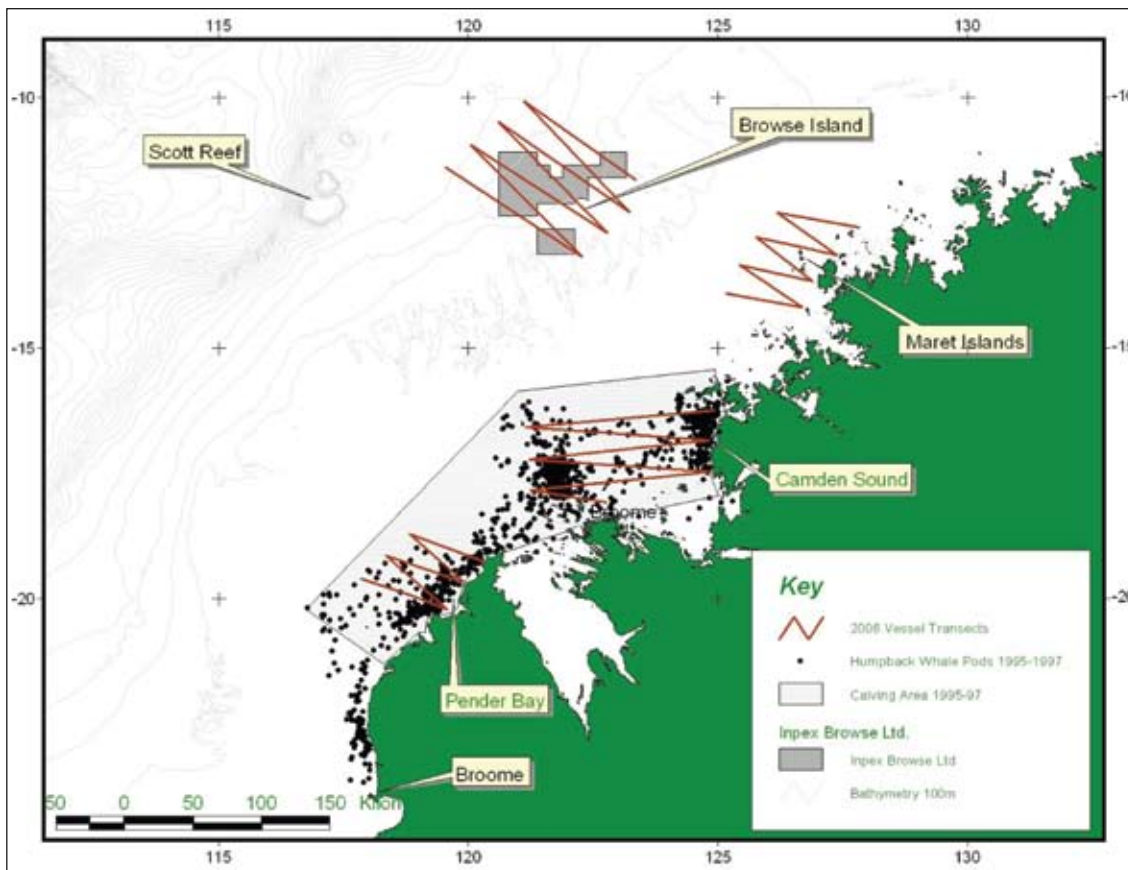 115 120 125 130
-10 -10
Browse Island
Scott Reef
-15 -15
Maret Islands
Camden Sound
Broome
-20 -20
Key
2006 Vessel Transects
Humpback Whale Pods 1995-1997
Calving Area 1995-97
Inpex Browse Ltd.
Inpex Browse Ltd
Bathymetry 100m
Pender Bay
Broome
50 0 50 100 150
115 120 125 130